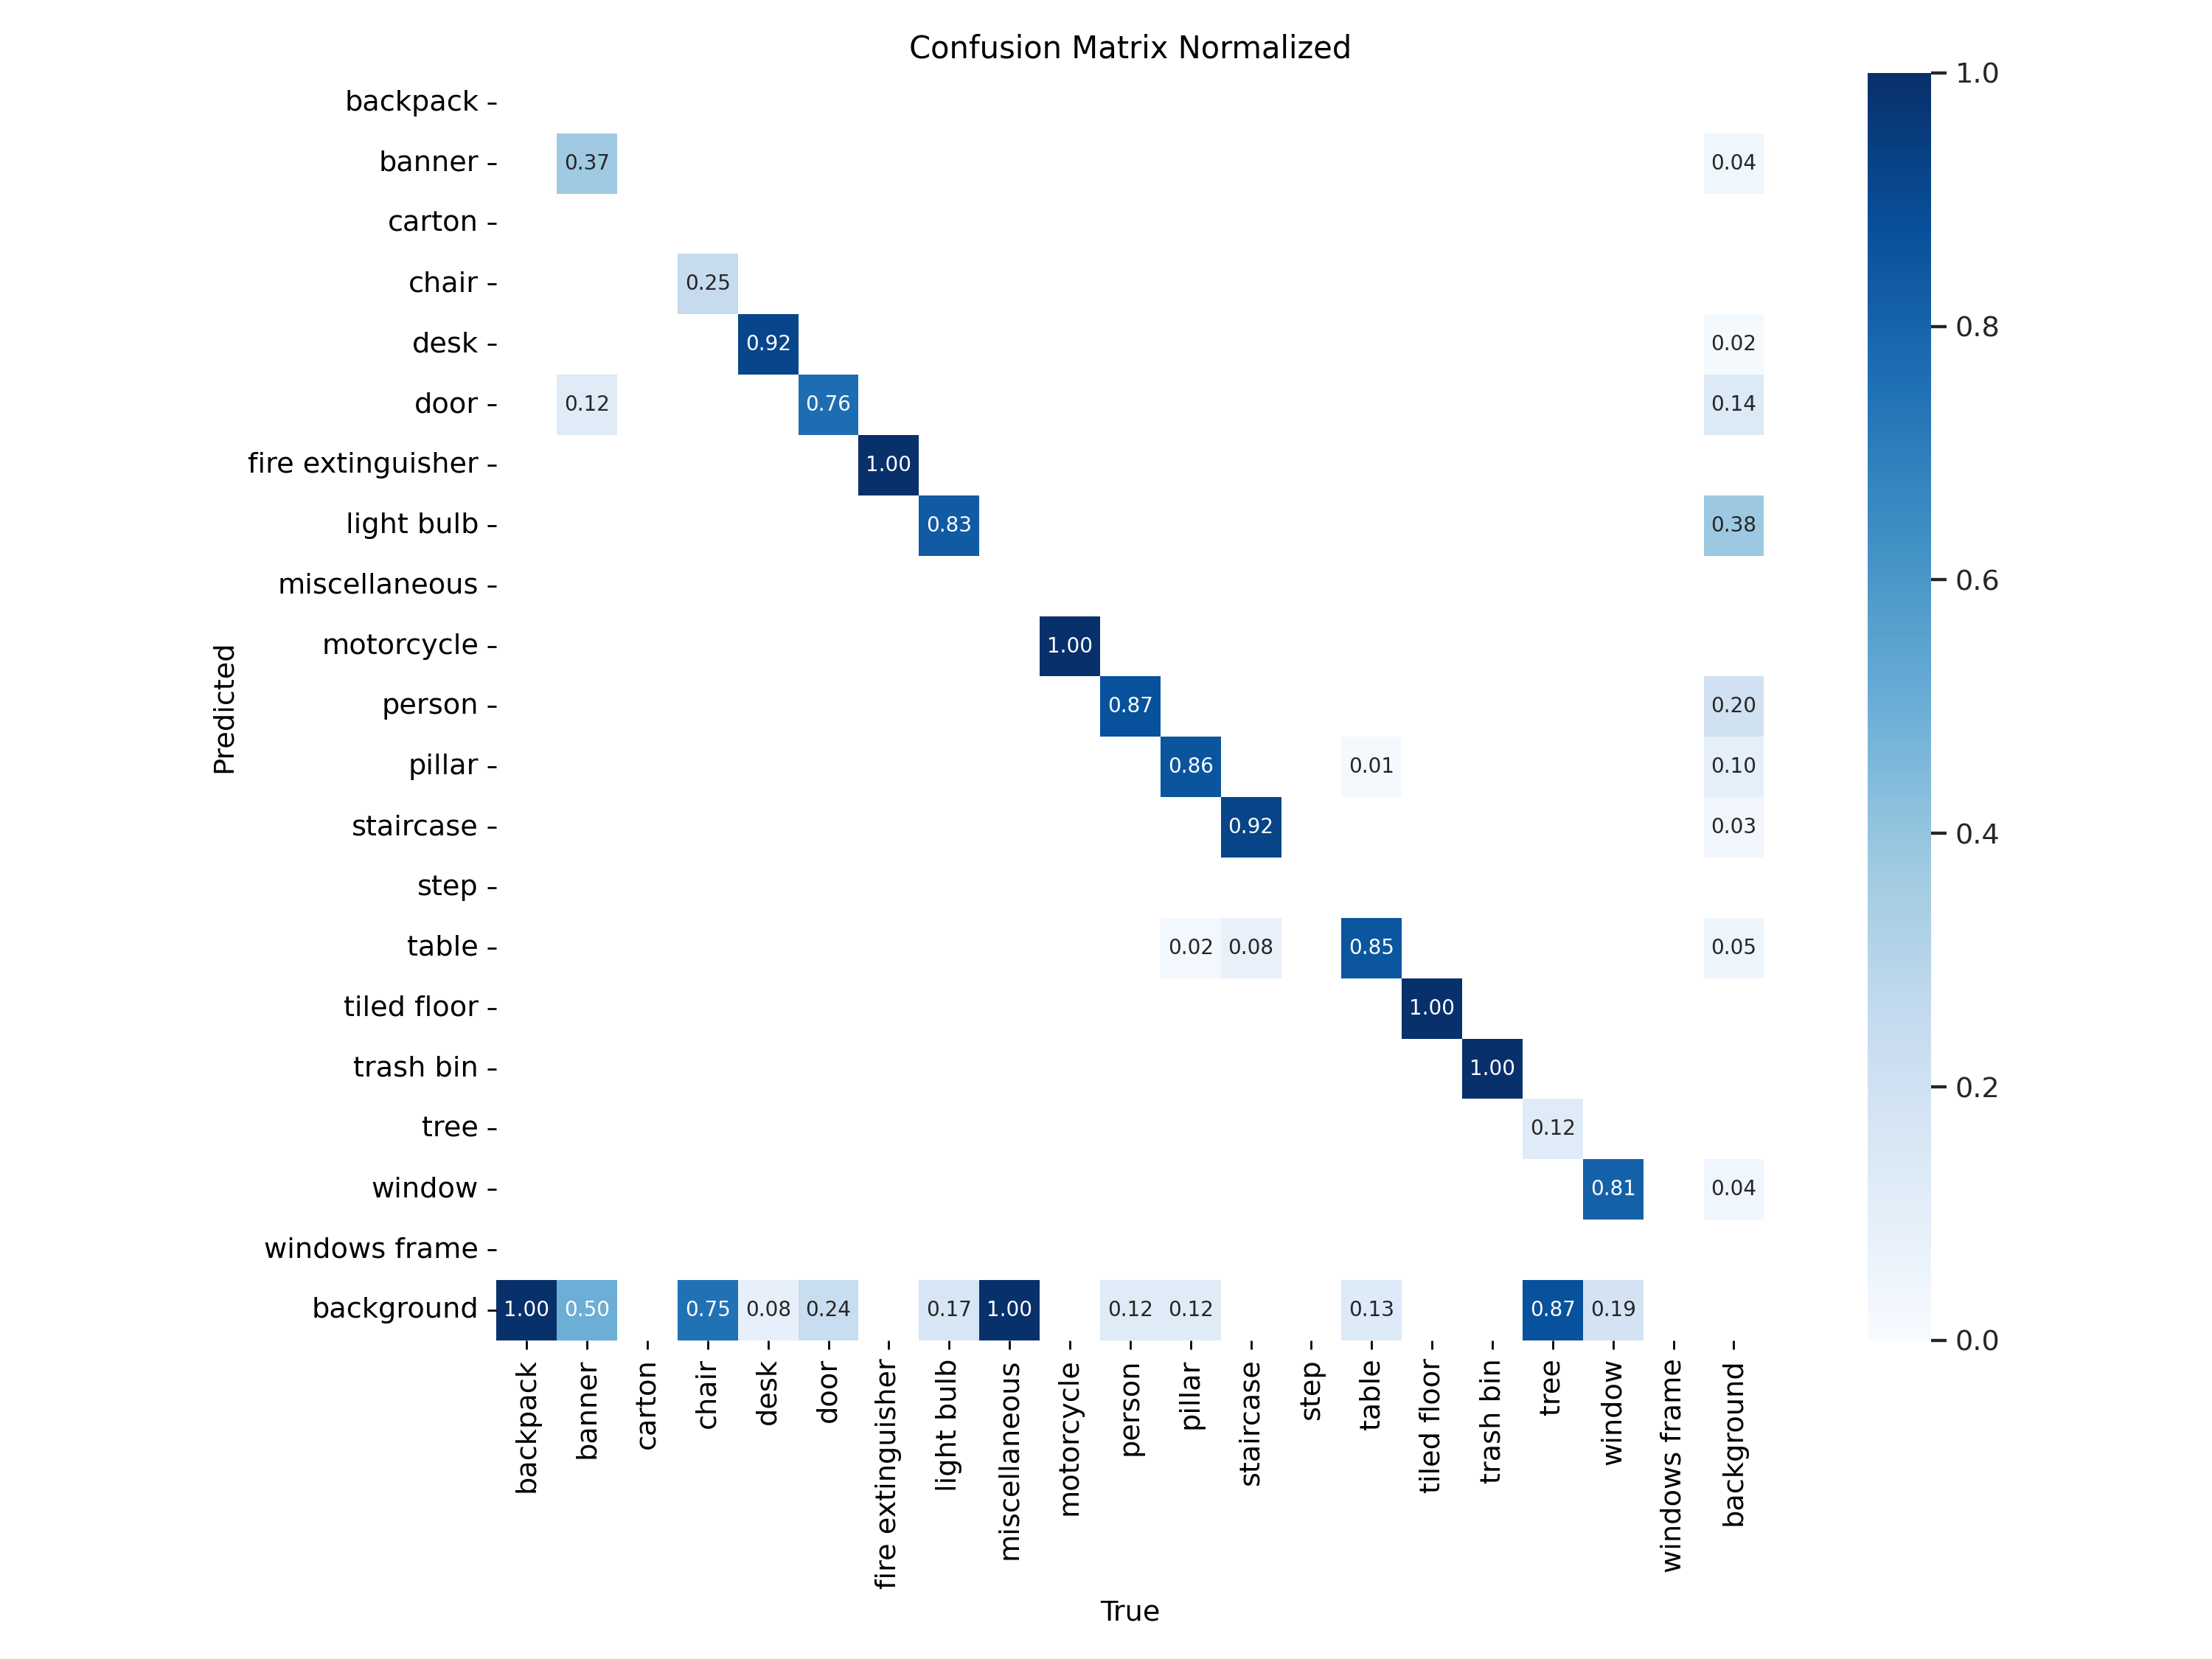 Confusion Matrix Normalized
backpack
banner 0.37 0.04
carton
chair 0.25
desk 0.92 0.02
door 0.12 0.76 0.14
fire extinguisher 1.00
light bulb 0.83 0.38
miscellaneous
motorcycle 1.00
person 0.87 0.20
pillar 0.86 0.01 0.10
staircase 0.92 0.03
step
table 0.02 0.08 0.85 0.05
tiled floor 1.00
trash bin 1.00
tree 0.12
window 0.81 0.04
windows frame
background 1.00 0.50 0.75 0.08 0.24 0.17 1.00 0.12 0.12 0.13 0.87 0.19
Predicted
backpack
banner
carton
chair
desk
door
fire extinguisher
light bulb
miscellaneous
motorcycle
person
pillar
staircase
step
table
tiled floor
trash bin
tree
window
windows frame
background
True
1.0
0.8
0.6
0.4
0.2
0.0